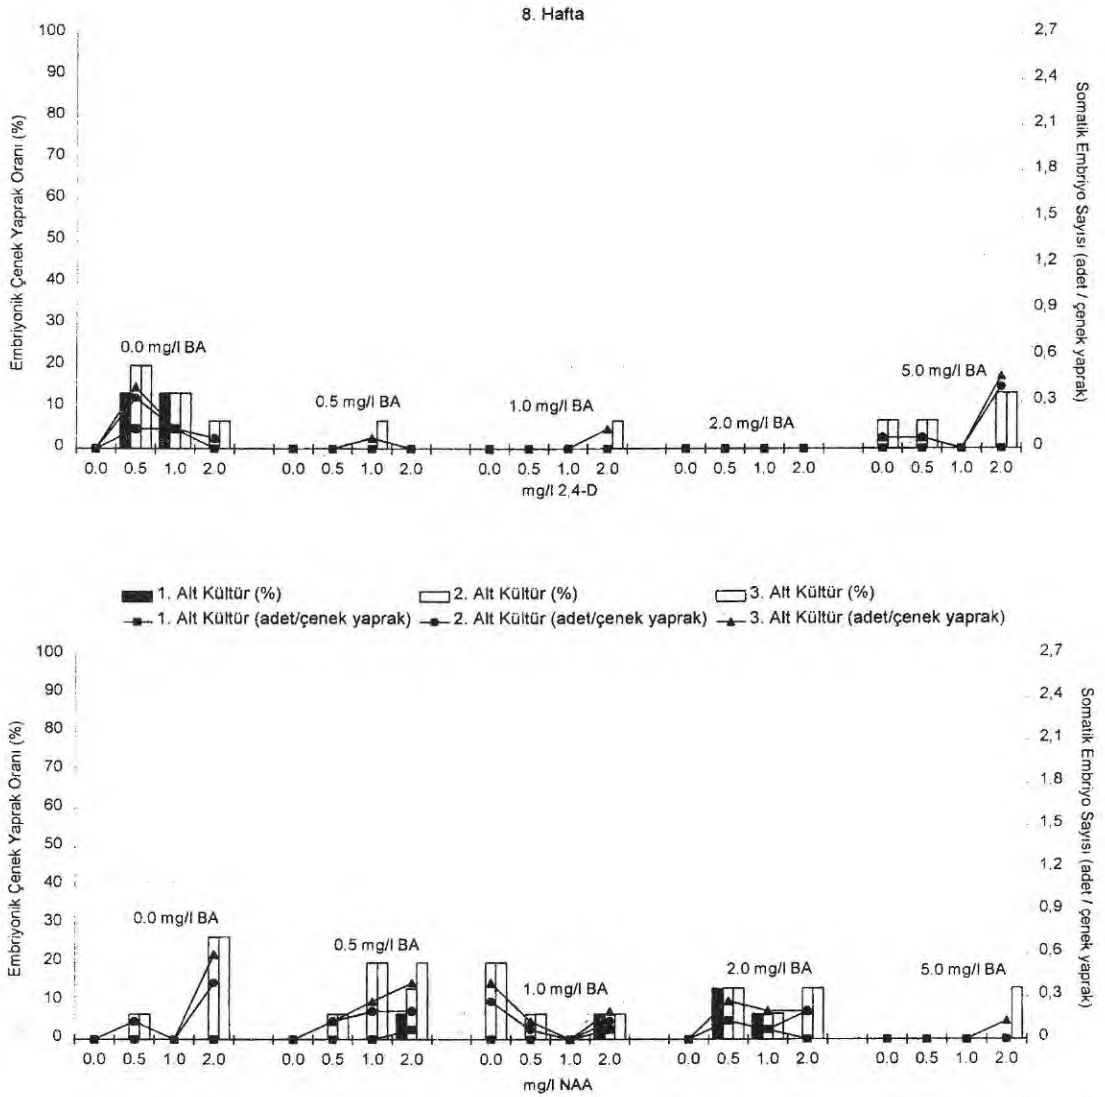 8. Hafta
Embriyonik Çenek Yaprak Oranı (%)
100
90
80
70
60
50
40
30
20
10
0
2,7
2,4
2,1
1,8
1,5
1,2
0,9
0,6
0,3
0
Somatik Embriyo Sayısı (adet / çenek yaprak)
0.0 mg/l BA
0.5 mg/l BA
1.0 mg/l BA
2.0 mg/l BA
5.0 mg/l BA
0.0 0.5 1.0 2.0 0.0 0.5 1.0 2.0 0.0 0.5 1.0 2.0 0.0 0.5 1.0 2.0 0.0 0.5 1.0 2.0
mg/l 2,4-D
1. Alt Kültür (%) 2. Alt Kültür (%) 3. Alt Kültür (%)
1. Alt Kültür (adet/çenek yaprak) 2. Alt Kültür (adet/çenek yaprak) 3. Alt Kültür (adet/çenek yaprak)
Embriyonik Çenek Yaprak Oranı (%)
100
90
80
70
60
50
40
30
20
10
0
2,7
2,4
2,1
1,8
1,5
1,2
0,9
0,6
0,3
0
Somatik Embriyo Sayısı (adet / çenek yaprak)
0.0 mg/l BA
0.5 mg/l BA
1.0 mg/l BA
2.0 mg/l BA
5.0 mg/l BA
0.0 0.5 1.0 2.0 0.0 0.5 1.0 2.0 0.0 0.5 1.0 2.0 0.0 0.5 1.0 2.0 0.0 0.5 1.0 2.0
mg/l NAA